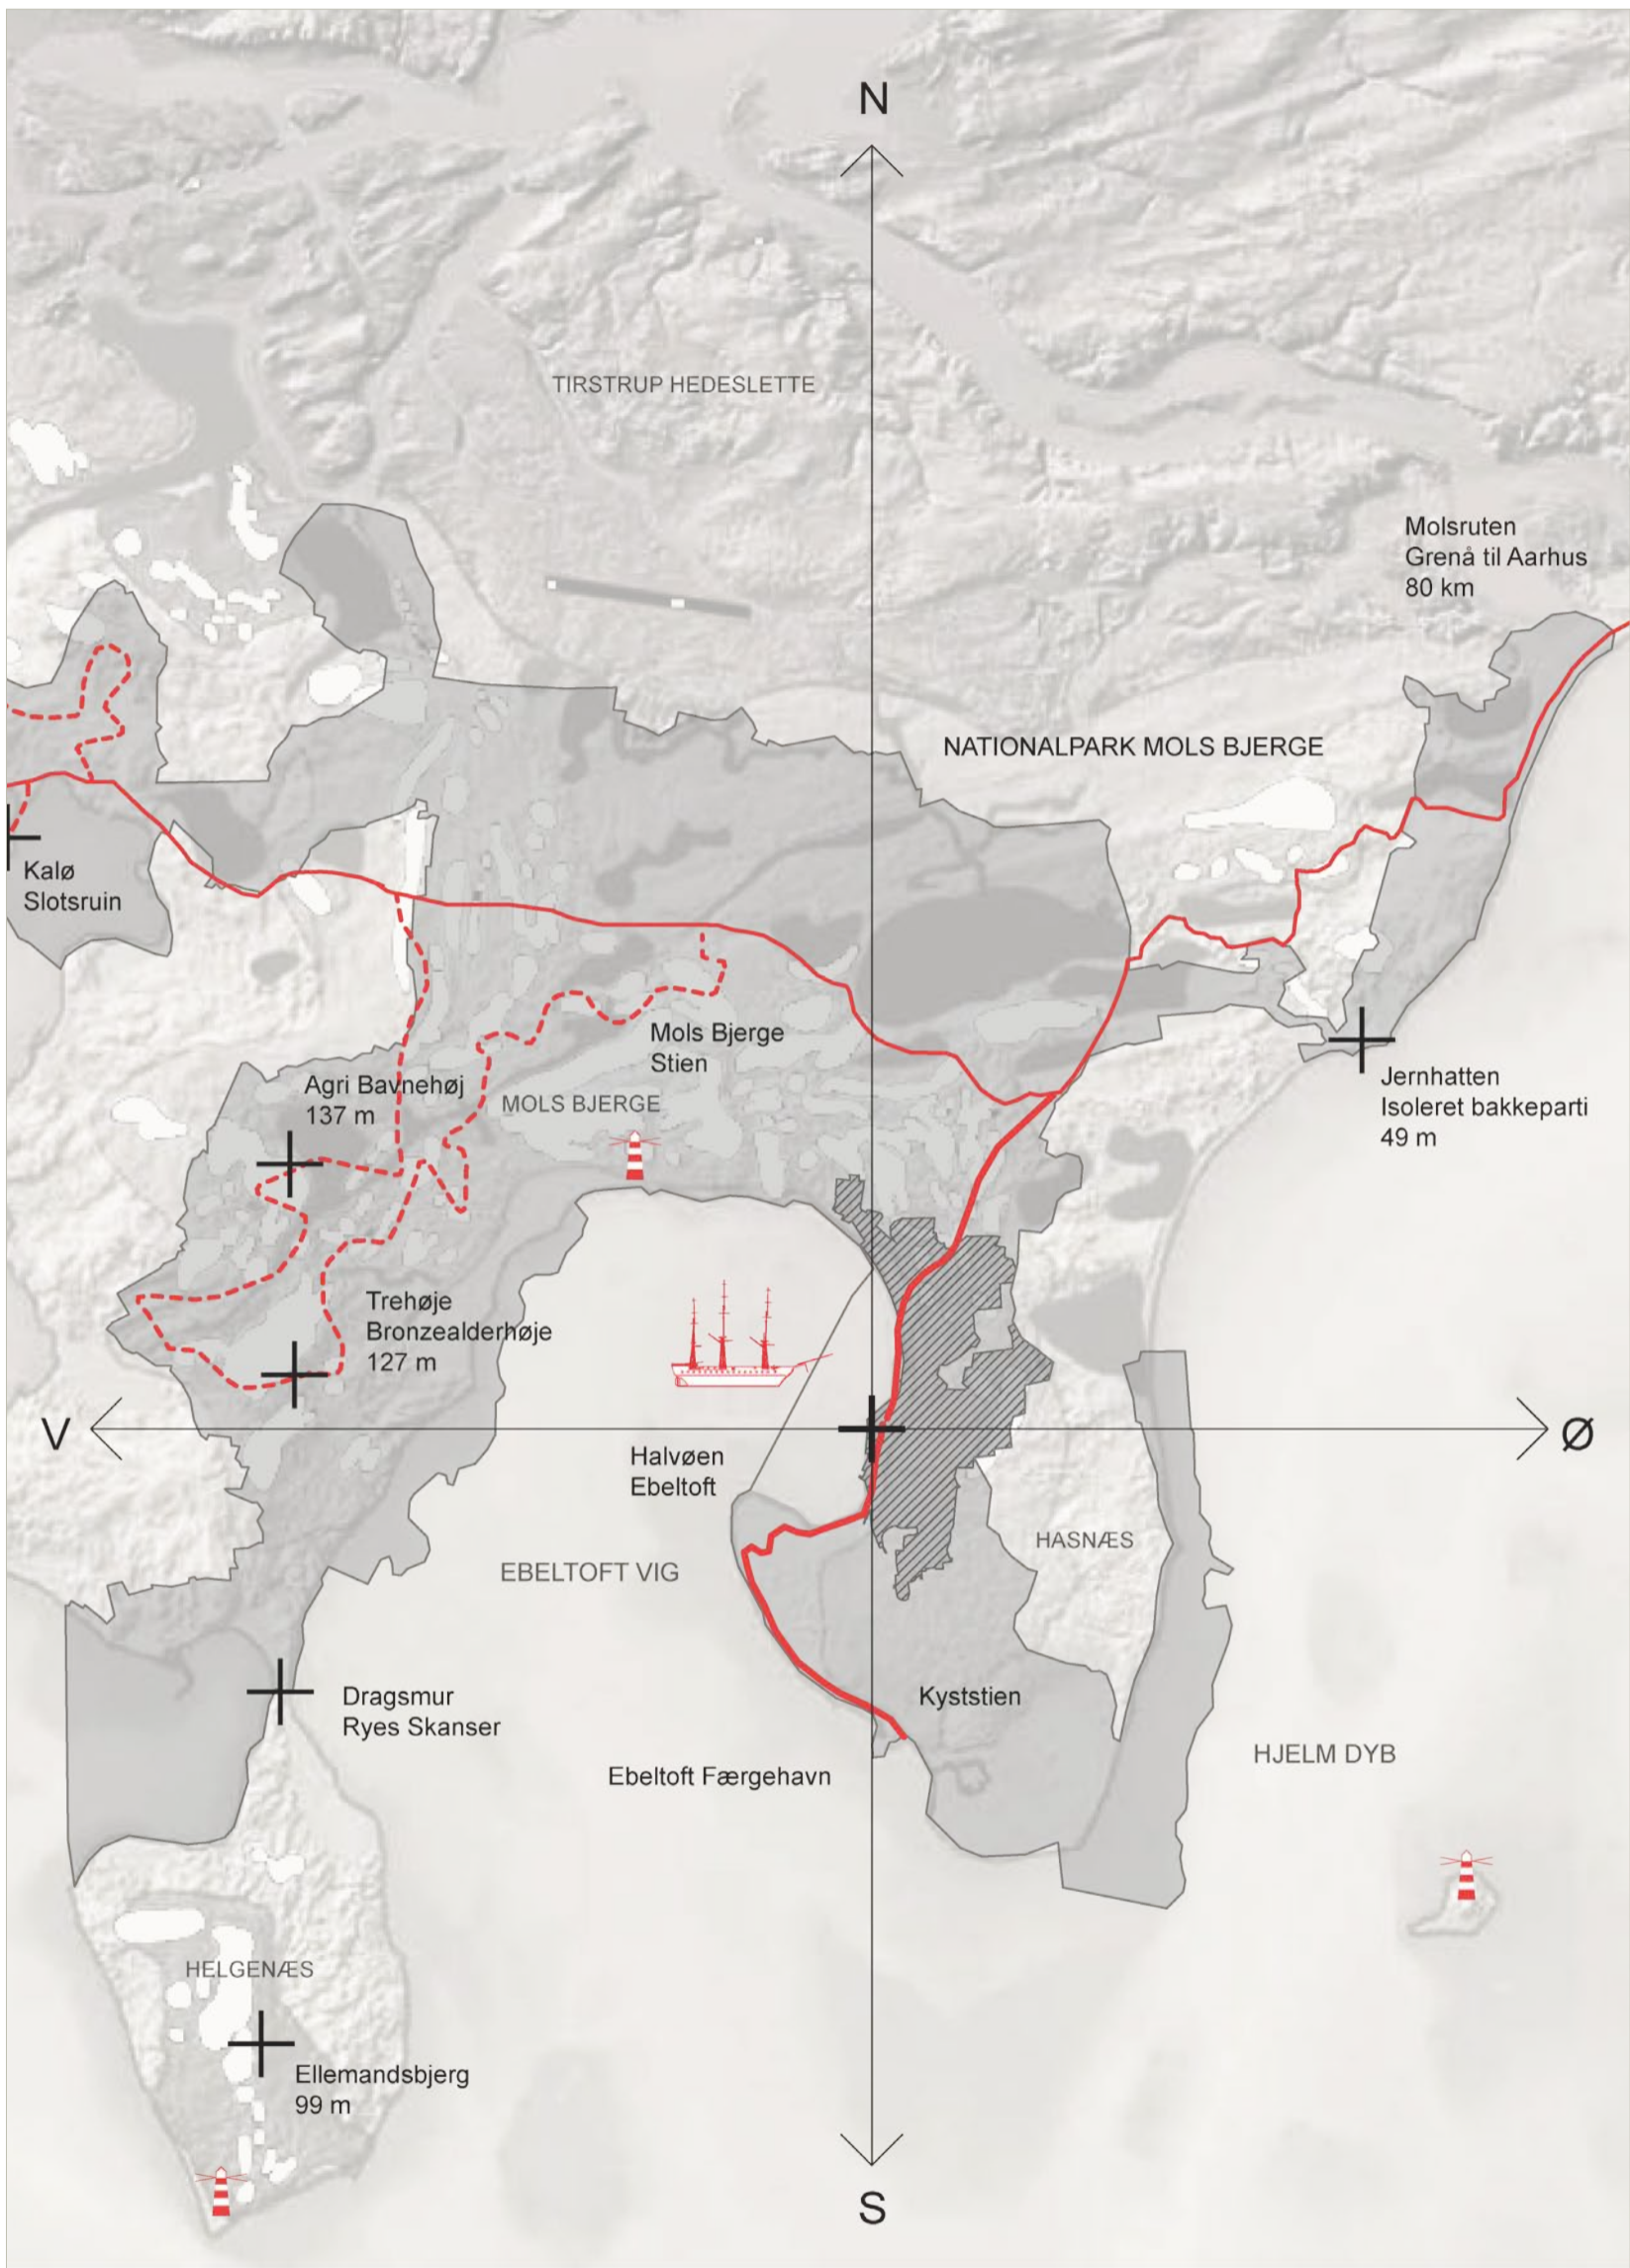 N
TIRSTRUP HEDESLETTE
Molsruten
Grenå til Aarhus
80 km
NATIONALPARK MOLS BJERGE
Kalø
Slotsruin
Mols Bjerge
Stien
Agri Bavnehøj
137 m
MOLS BJERGE
Jernhatten
Isoleret bakkeparti
49 m
Trehøje
Bronzealderhøje
127 m
V
Ø
Halvøen
Ebeltoft
HASNÆS
EBELTOFT VIG
Dragsmur
Ryes Skanser
Kyststien
HJELM DYB
Ebeltoft Færgehavn
HELGENÆS
Ellemandsbjerg
99 m
S